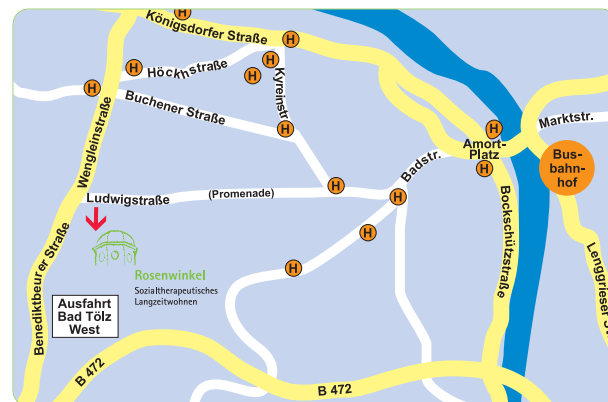 Königsdorfer Straße
H
H
H
H
H
Höckhstraße
Kyreinstr.
H
Buchener Straße
H
Wengleinstraße
H
Marktstr.
Amort-
Platz
H
Bus-
bahn-
hof
Badstr.
H
Ludwigstraße
(Promenade)
H
Bockschützstraße
H
H
Rosenwinkel
Sozialtherapeutisches
Langzeitwohnen
Benediktbeurer Straße
Ausfahrt
Bad Tölz
West
Lenggrieser
B 472
B 472